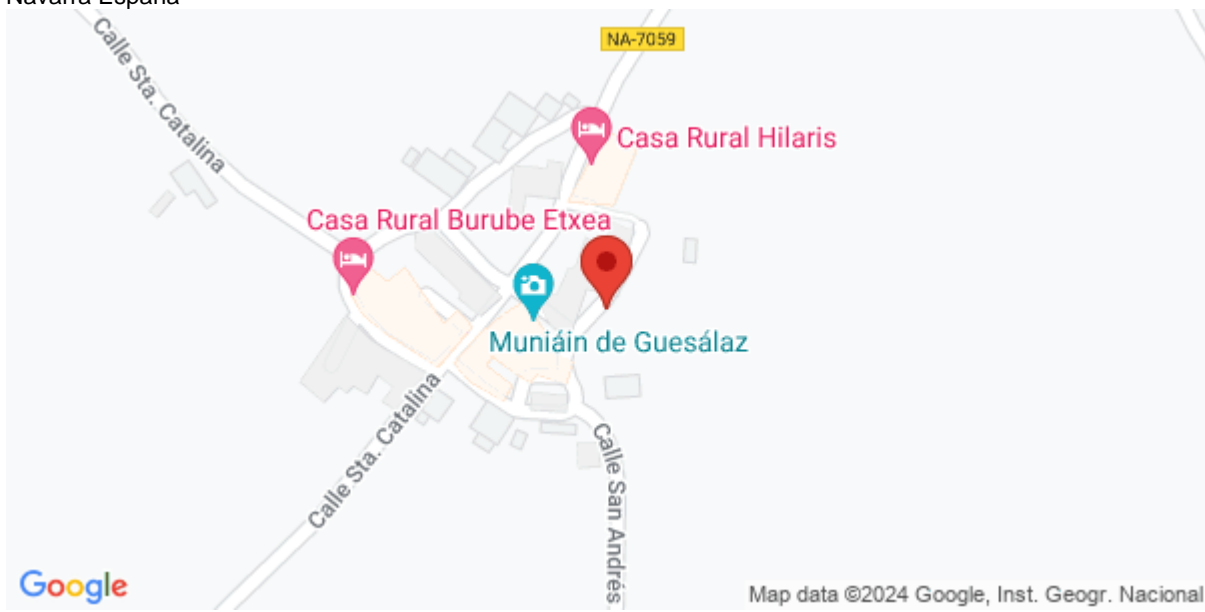 Navarra España
Calle Sta. Catalina
NA-7059
Casa Rural Hilaris
Casa Rural Burube Etxea
Muniáin de Guesálaz
Calle Sta. Catalina
Calle San Andrés
Google
Map data ©2024 Google, Inst. Geogr. Nacional